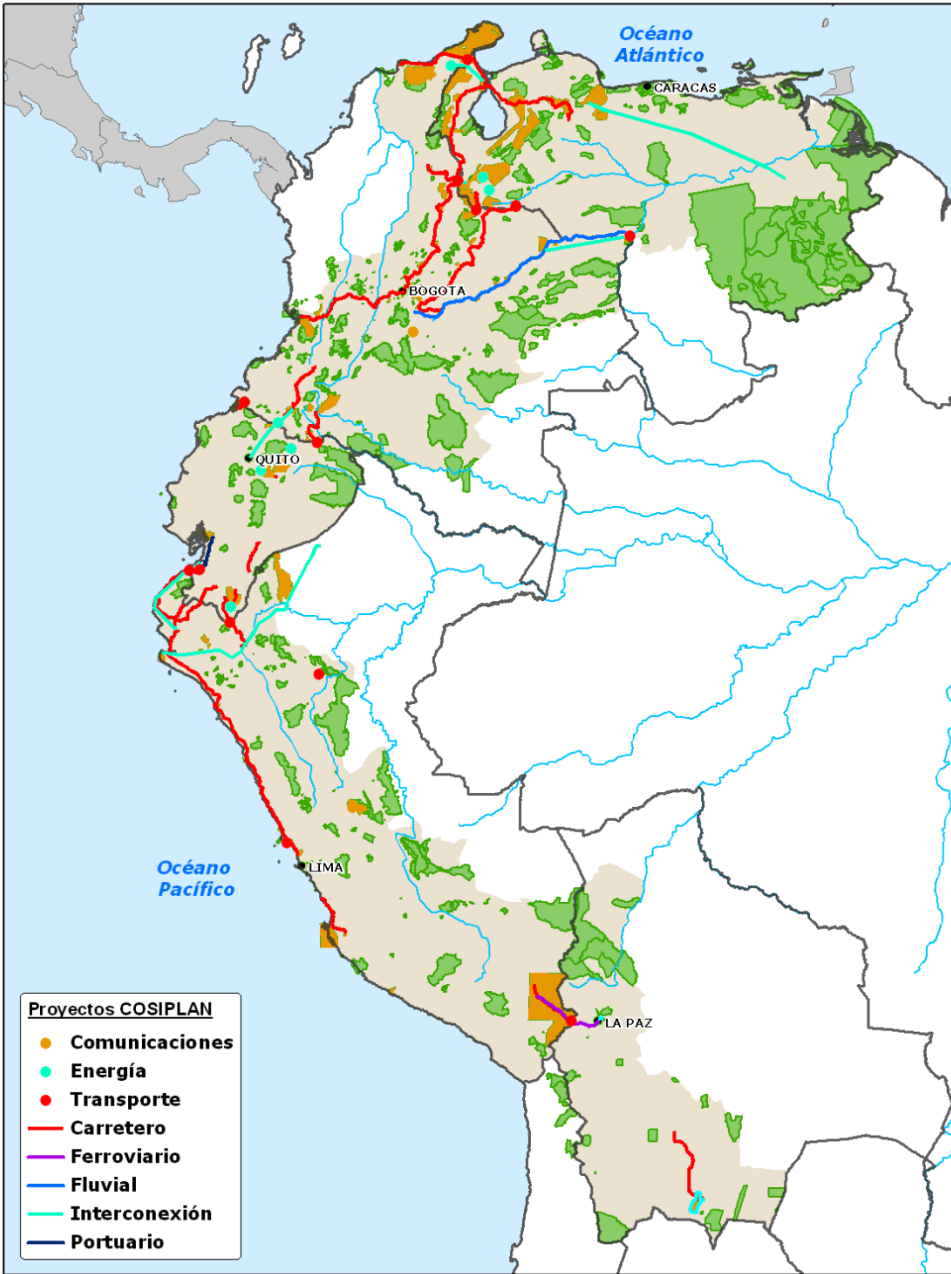 Océano
Atlántico
CARACAS
BOGOTA
QUITO
Océano
Pacífico
LIMA
LA PAZ
Proyectos COSIPLAN
Comunicaciones
Energía
Transporte
Carretero
Ferroviario
Fluvial
Interconexión
Portuario